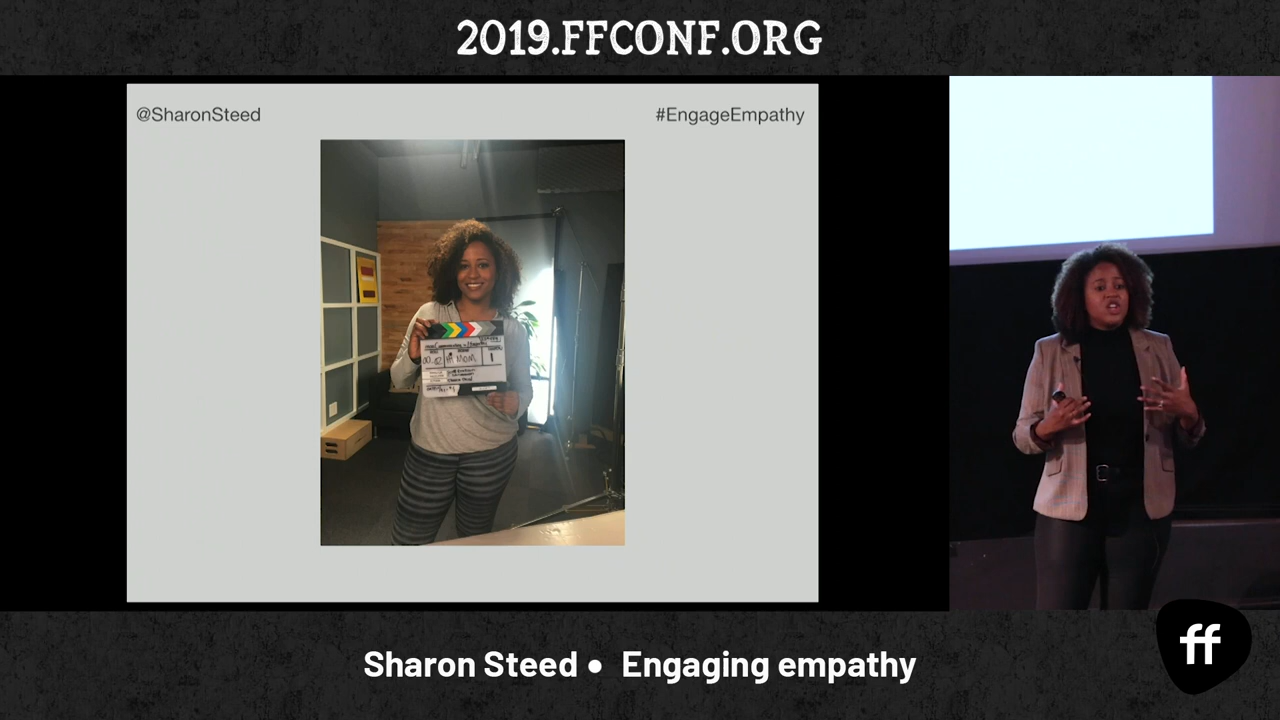 2019.FFCONF.ORG
@SharonSteed
#EngageEmpathy
Sharon Steed • Engaging empathy
ff